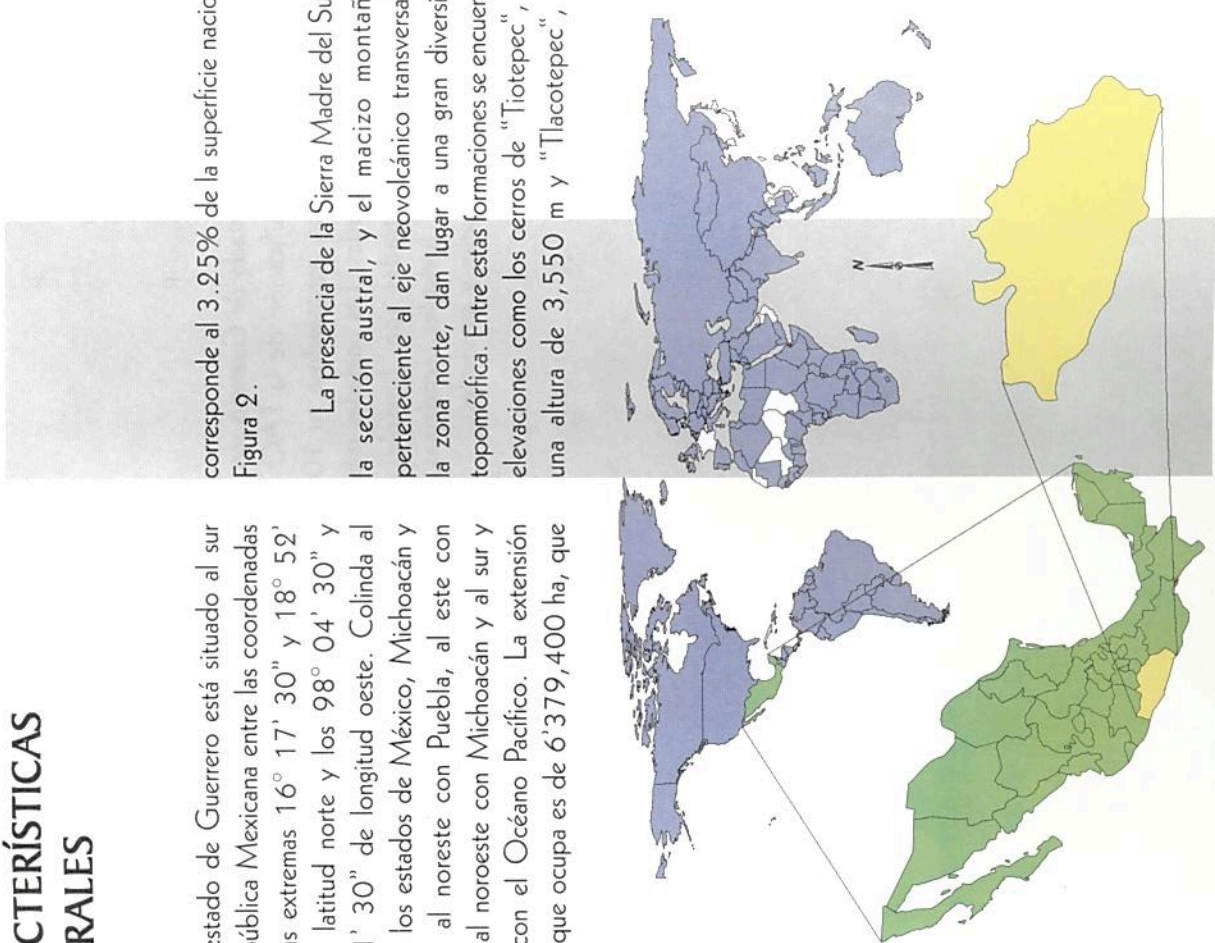 CTERÍSTICAS
RALES
estado de Guerrero está situado al sur
pública Mexicana entre las coordenadas
as extremas 16° 17' 30" y 18° 52'
latitud norte y los 98° 04' 30" y
' 30" de longitud oeste. Colinda al
los estados de México, Michoacán y
al noreste con Puebla, al este con
al noroeste con Michoacán y al sur y
con el Océano Pacífico. La extensión
que ocupa es de 6'379,400 ha, que
corresponde al 3.25% de la superficie nacio
Figura 2.
La presencia de la Sierra Madre del Su
la sección austral, y el macizo montañ
perteneciente al eje neovolcánico transversa
la zona norte, dan lugar a una gran diversi
topomórfica. Entre estas formaciones se encuer
elevaciones como los cerros de "Tiotepec",
una altura de 3,550 m y "Tlacotepec",
N